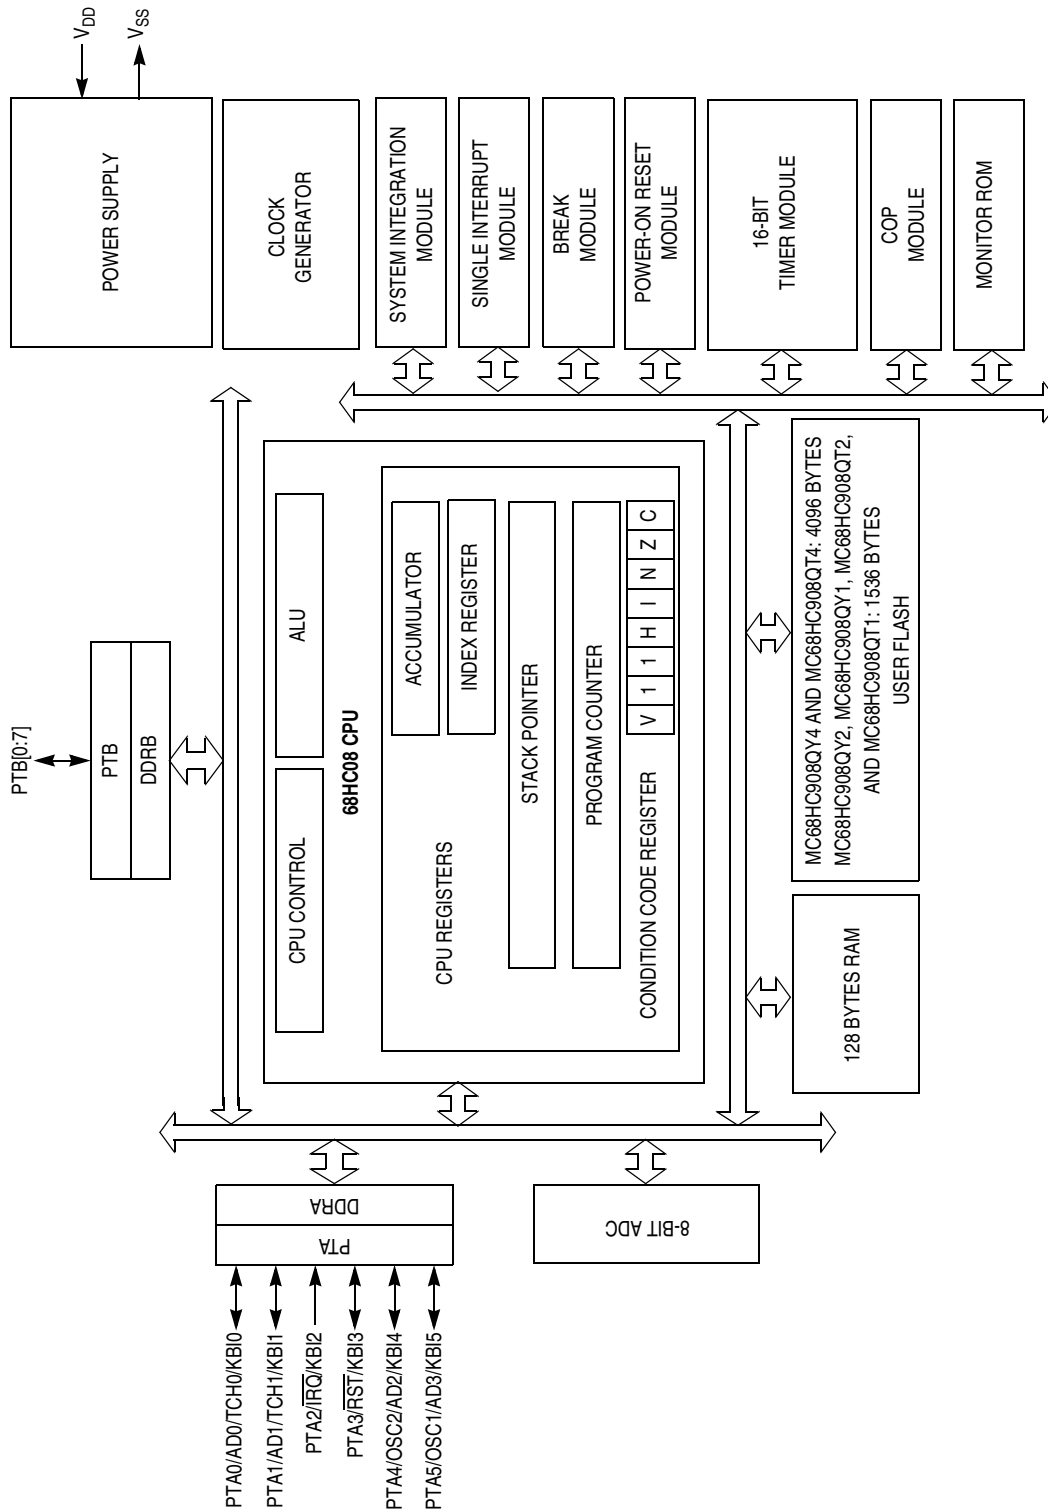 PTA0/AD0/TCH0/KBI0
PTA1/AD1/TCH1/KBI1
PTA2/IRQ/KBI2
PTA3/RST/KBI3
PTA4/OSC2/AD2/KBI4
PTA5/OSC1/AD3/KBI5
PTA
DDRA
8-BIT ADC
PTB[0:7]
PTB
DDRB
CPU CONTROL
ALU
68HC08 CPU
CPU REGISTERS
ACCUMULATOR
INDEX REGISTER
STACK POINTER
PROGRAM COUNTER
CONDITION CODE REGISTER
V 1 1 H I N Z C
128 BYTES RAM
MC68HC908QY4 AND MC68HC908QT4: 4096 BYTES
MC68HC908QY2, MC68HC908QY1, MC68HC908QT2,
AND MC68HC908QT1: 1536 BYTES
USER FLASH
POWER SUPPLY
VDD
VSS
CLOCK
GENERATOR
SYSTEM INTEGRATION
MODULE
SINGLE INTERRUPT
MODULE
BREAK
MODULE
POWER-ON RESET
MODULE
16-BIT
TIMER MODULE
COP
MODULE
MONITOR ROM